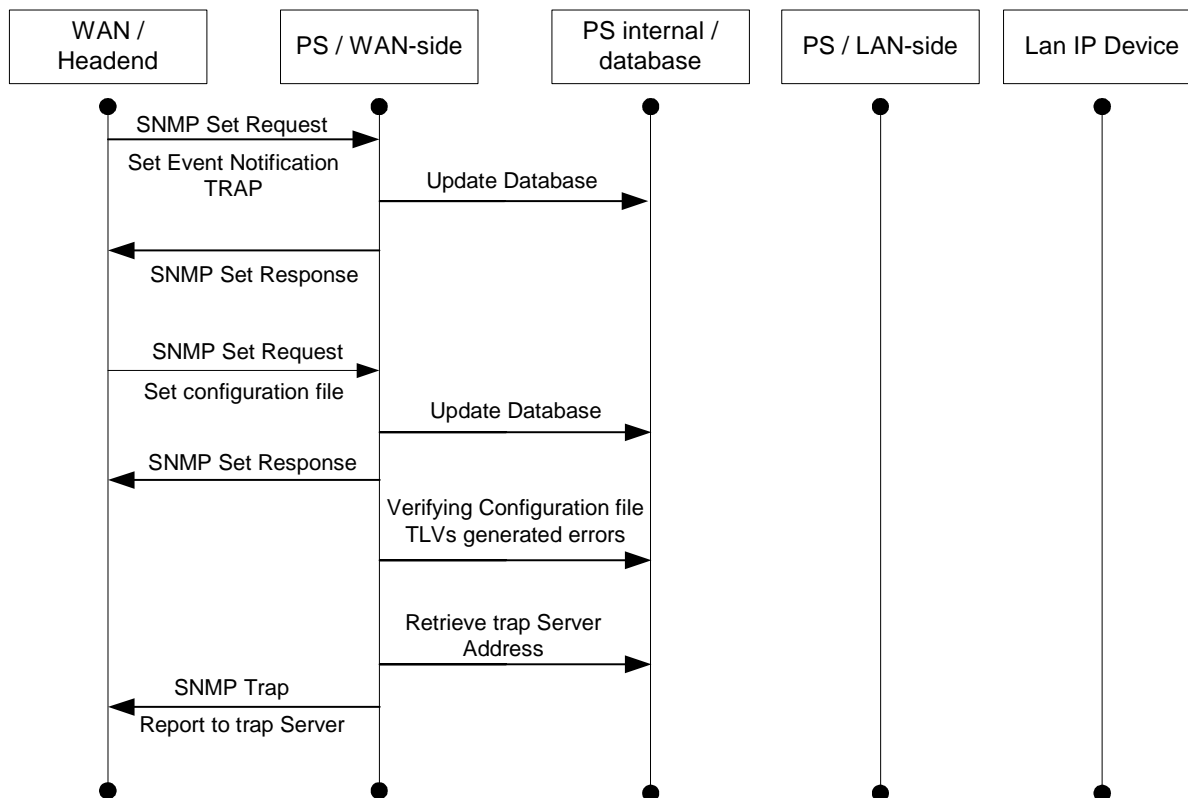 WAN /
Headend
PS / WAN-side
PS internal /
database
PS / LAN-side
Lan IP Device
SNMP Set Request
Set Event Notification
TRAP
Update Database
SNMP Set Response
SNMP Set Request
Set configuration file
Update Database
SNMP Set Response
Verifying Configuration file
TLVs generated errors
Retrieve trap Server
Address
SNMP Trap
Report to trap Server